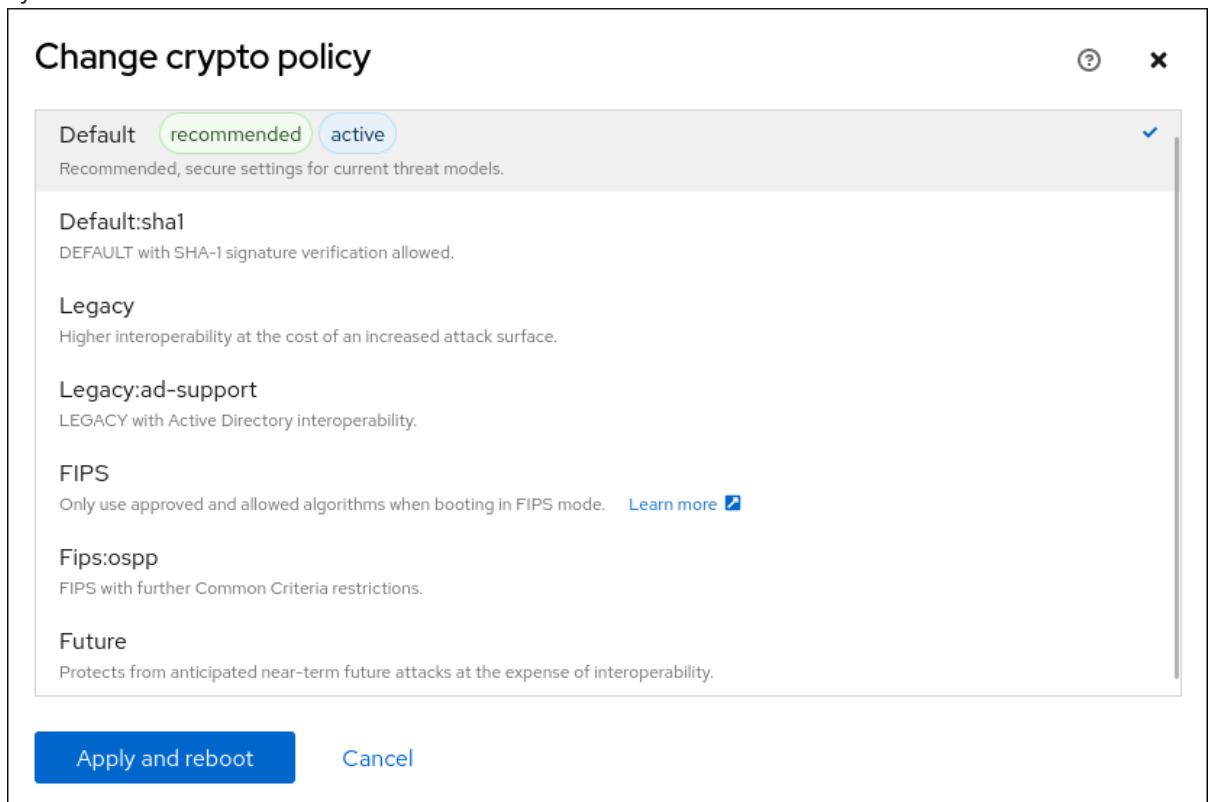 Change crypto policy
Default recommended active
Recommended, secure settings for current threat models.
Default:sha1
DEFAULT with SHA-1 signature verification allowed.
Legacy
Higher interoperability at the cost of an increased attack surface.
Legacy:ad-support
LEGACY with Active Directory interoperability.
FIPS
Only use approved and allowed algorithms when booting in FIPS mode. Learn more
Fips:ospp
FIPS with further Common Criteria restrictions.
Future
Protects from anticipated near-term future attacks at the expense of interoperability.
Apply and reboot Cancel